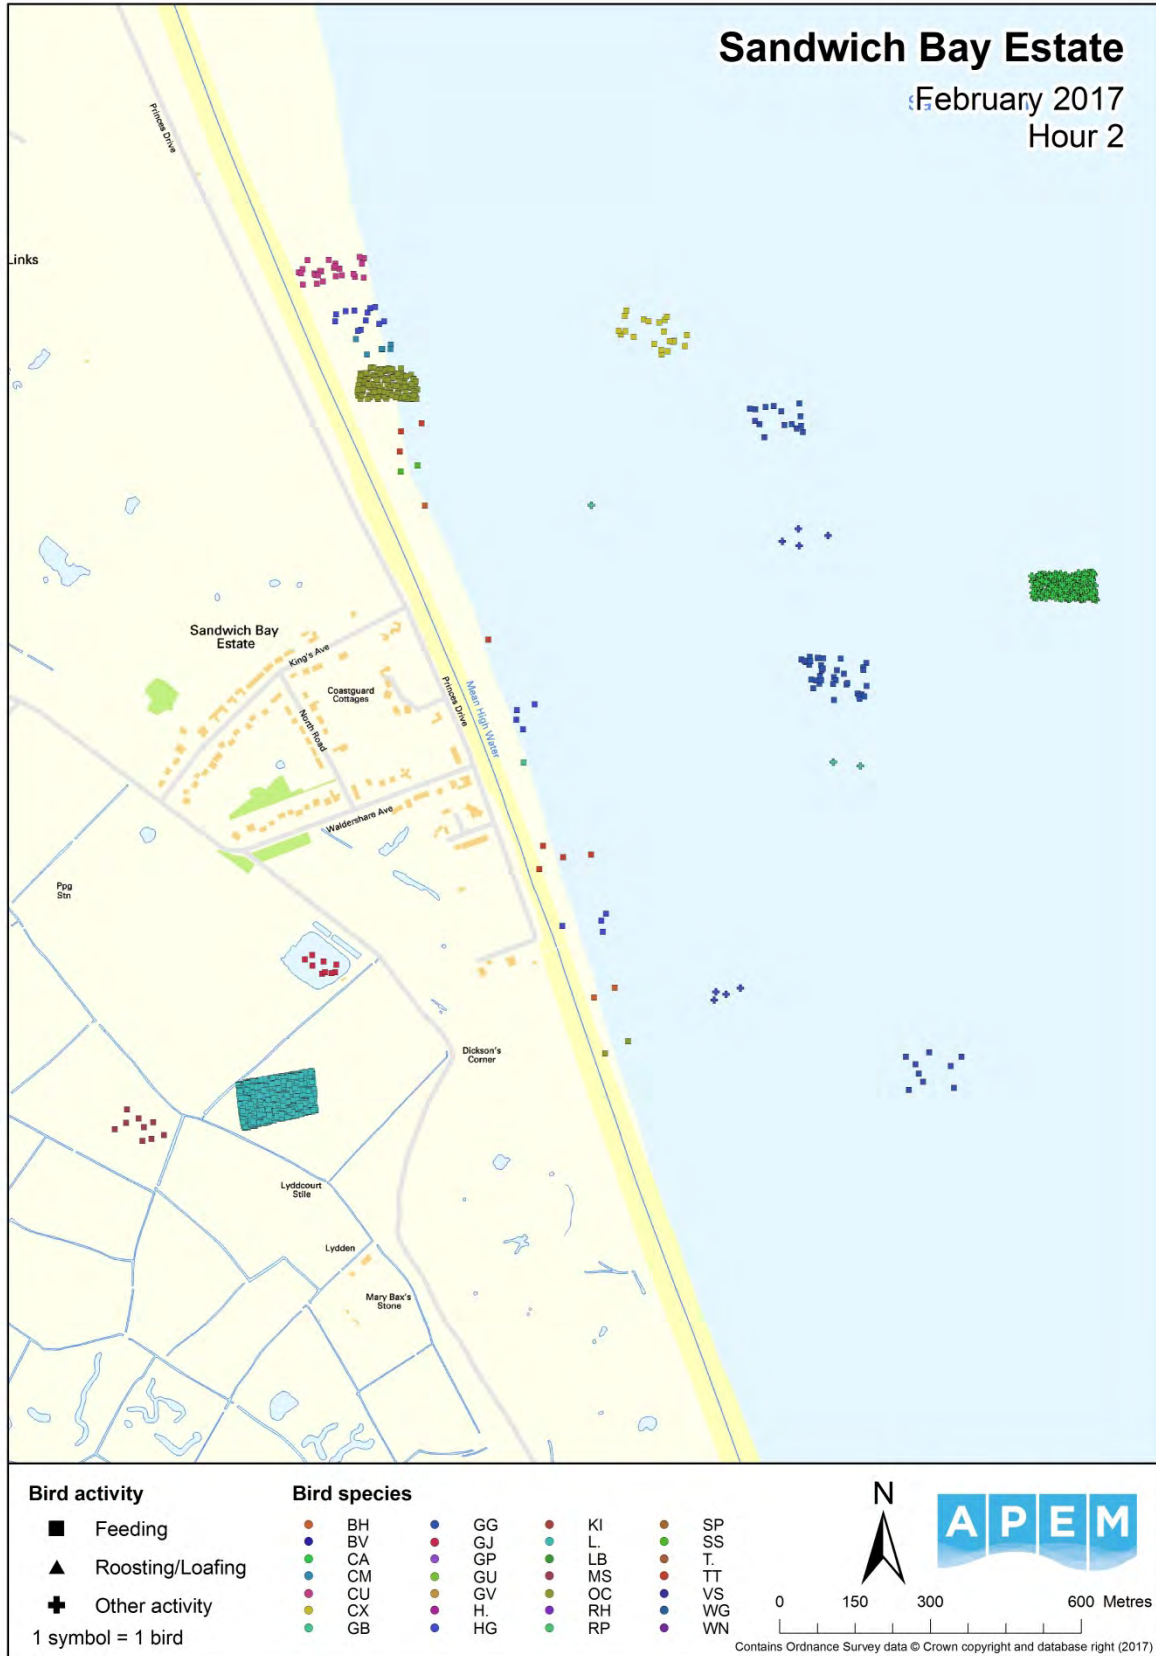 Sandwich Bay Estate
February 2017
Hour 2
Princes Drive
Links
Sandwich Bay
Estate
King's Ave
Coastguard
Cottages
North Road
Princes Drive
Mean High Water
Waldershare Ave
Ppg
Stn
Dickson's
Corner
Lyddcourt
Stile
Lydden
Mary Bax's
Stone
Bird activity
Feeding
Roosting/Loafing
Other activity
1 symbol = 1 bird
Bird species
BH
BV
CA
CM
CU
CX
GB
GG
GJ
GP
GU
GV
H.
HG
KI
L.
LB
MS
OC
RH
RP
SP
SS
T.
TT
VS
WG
WN
N
APEM
0 150 300 600 Metres
Contains Ordnance Survey data © Crown copyright and database right (2017)